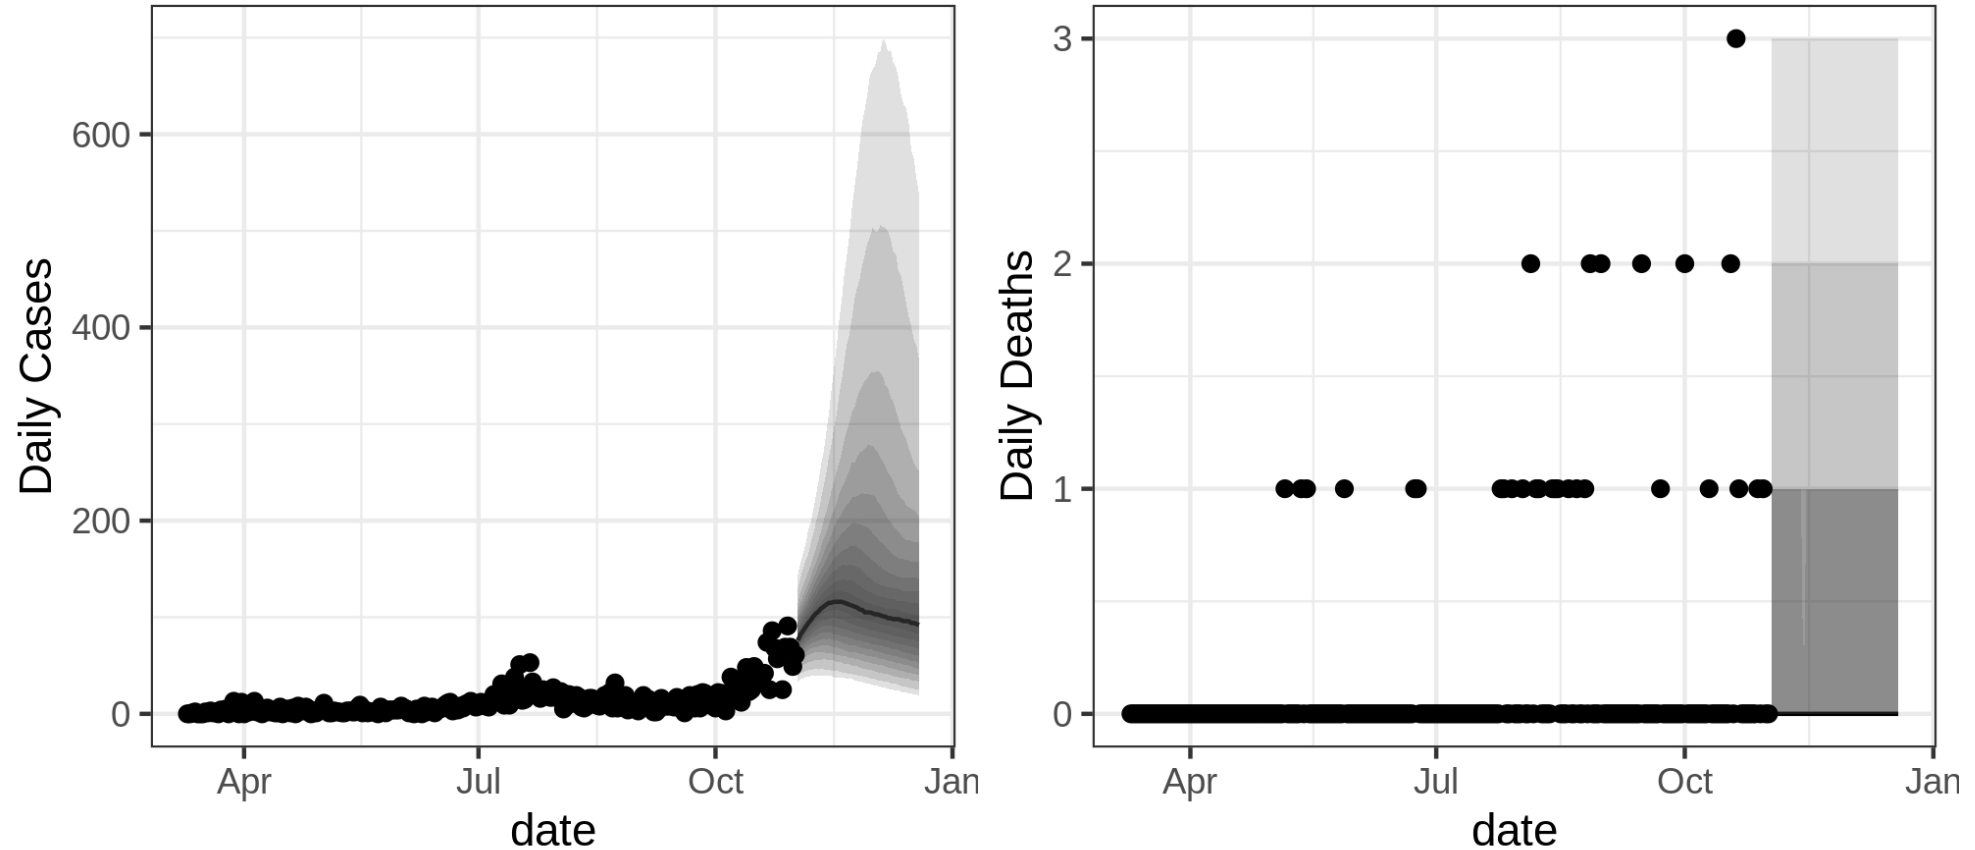 Daily Cases
600
400
200
0
Apr Jul Oct Jan
date
Daily Deaths
3
2
1
0
Apr Jul Oct Jan
date